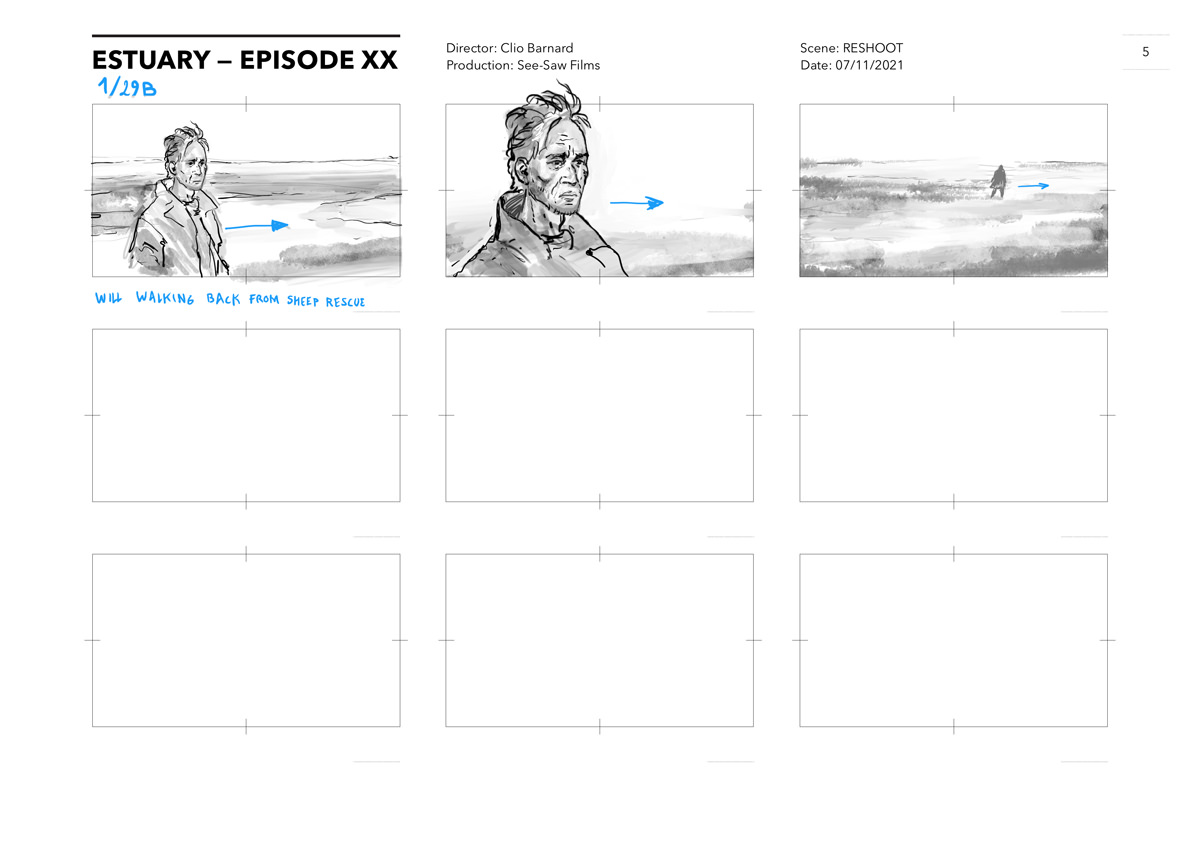 ESTUARY – EPISODE XX
1/29B
Director: Clio Barnard
Production: See-Saw Films
Scene: RESHOOT
Date: 07/11/2021
5
WILL WALKING BACK FROM SHEEP RESCUE